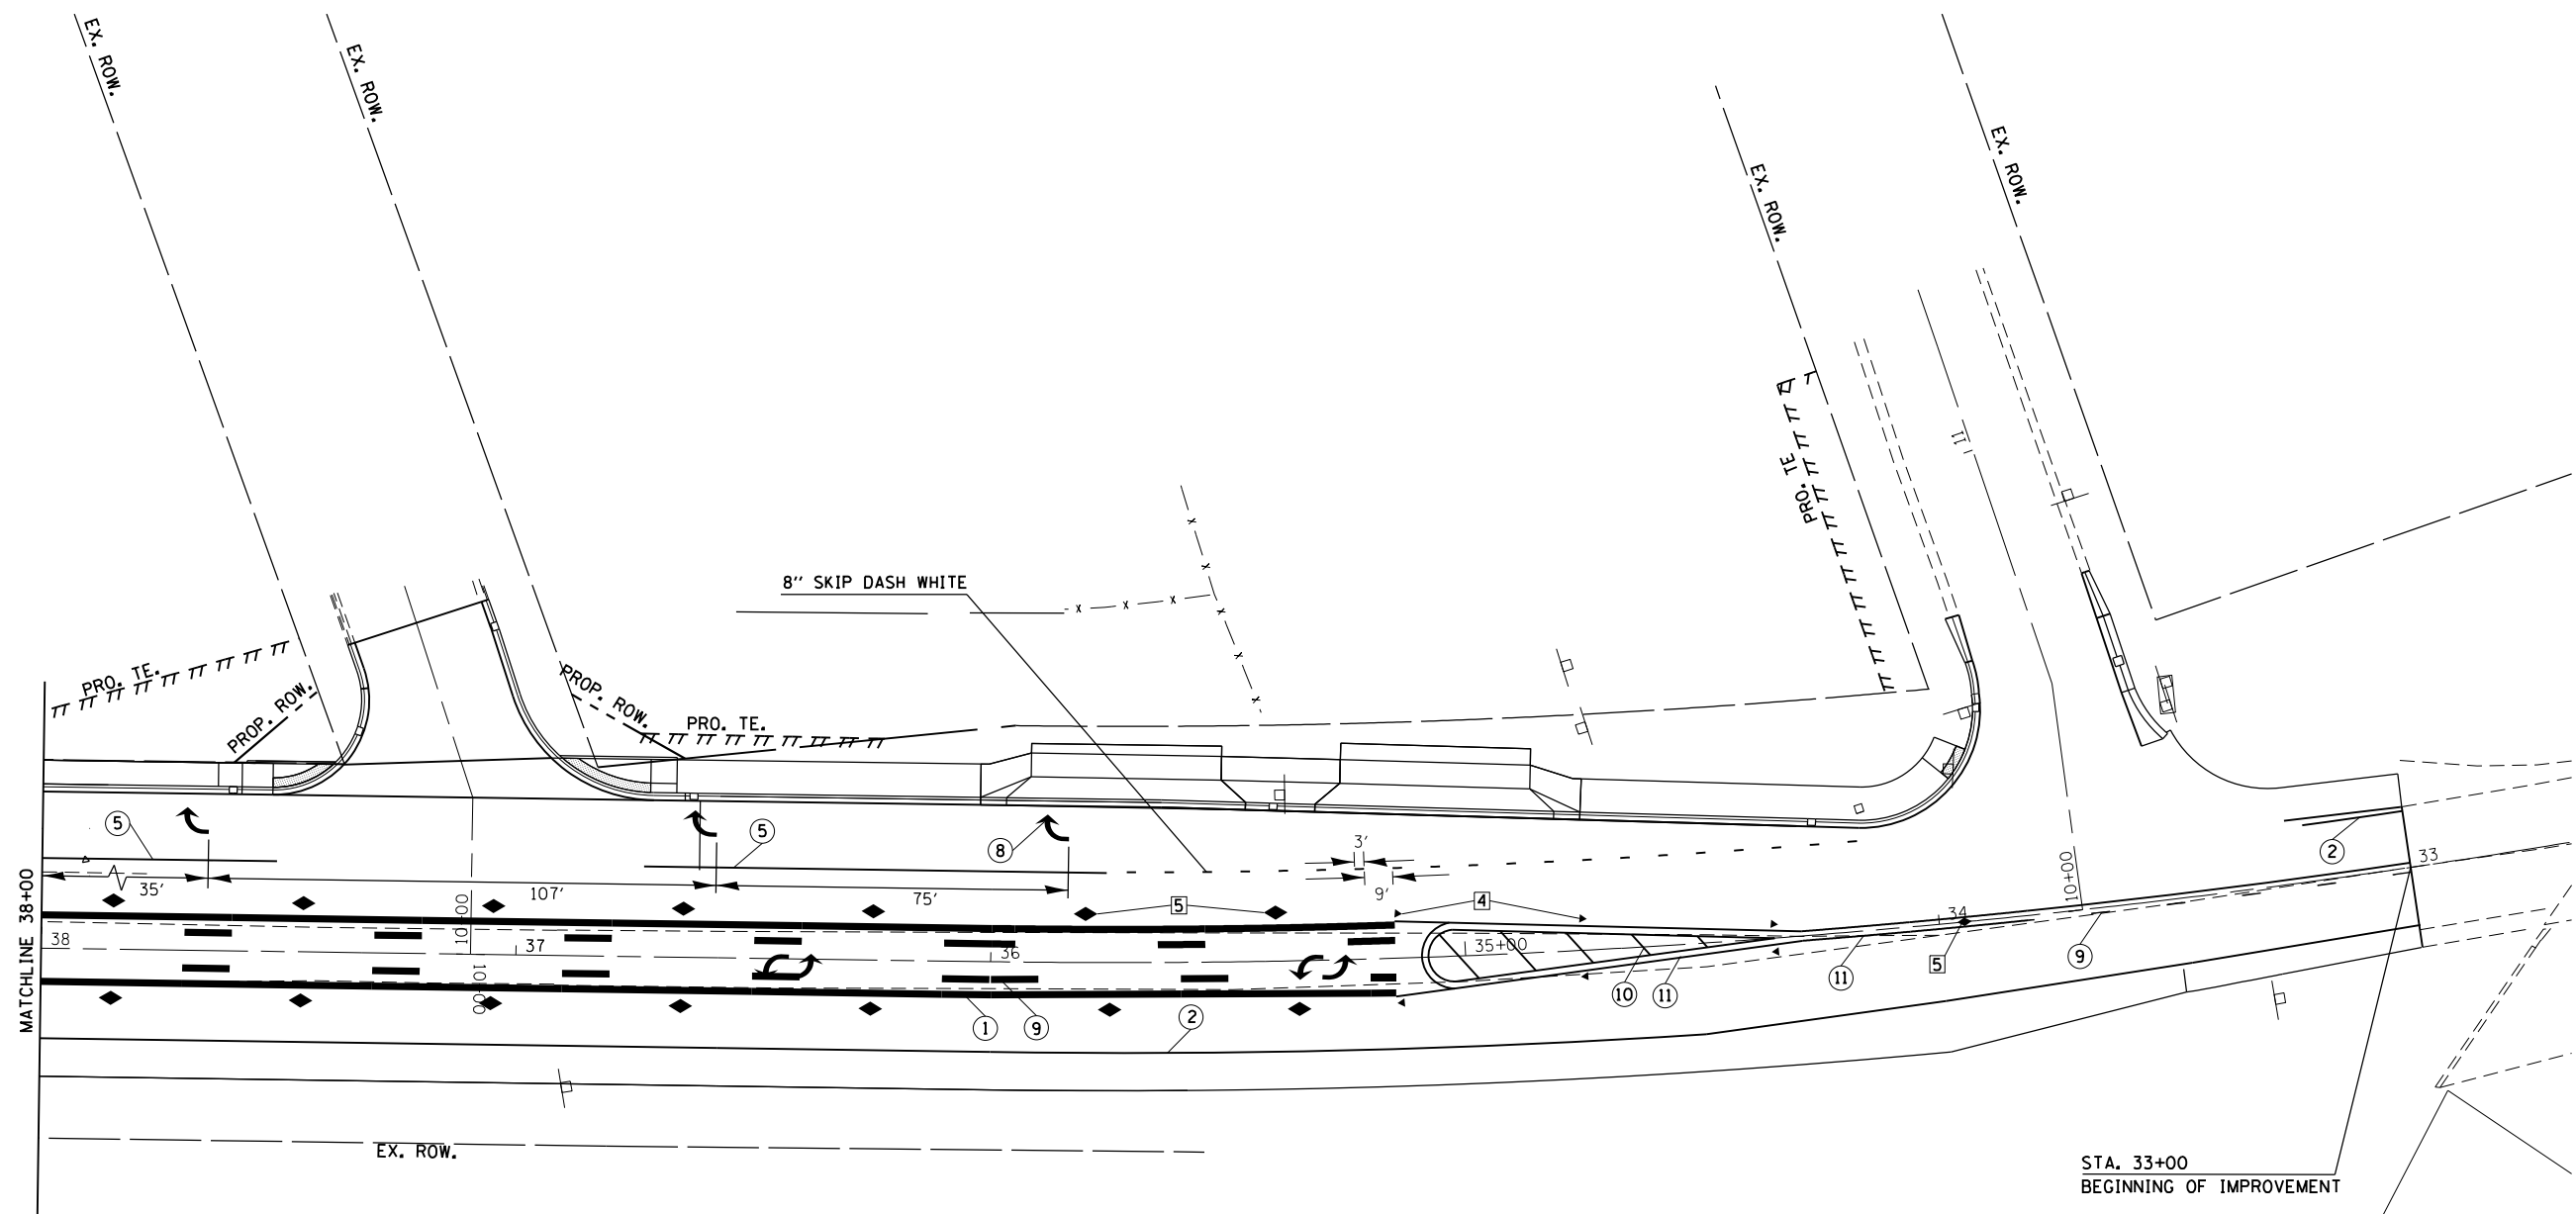 EX. ROW.
EX. ROW.
EX. ROW.
EX. ROW.
11
PRO. TE
8'' SKIP DASH WHITE
PRO. TE.
PROP. ROW.
PROP. ROW.
PRO. TE.
5
5
8
3'
9'
2
33
35'
107'
75'
5
4
10+00
10+00
MATCHLINE 38+00
38
37
36
35+00
34
10+00
1
9
2
10
11
11
5
9
EX. ROW.
STA. 33+00
BEGINNING OF IMPROVEMENT